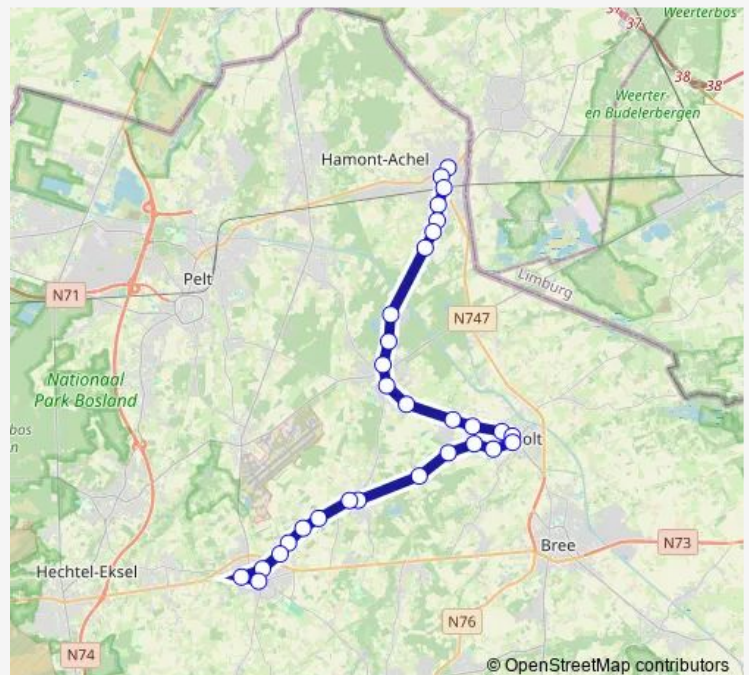 Weerterbos
37
38
38
Weerter-
en Budelerbergen
Hamont-Achel
Pelt
Limburg
N71
N747
Nationaal
Park Bosland
bos
n
olt
Bree
N73
Hechtel-Eksel
N76
N74
© OpenStreetMap contributors